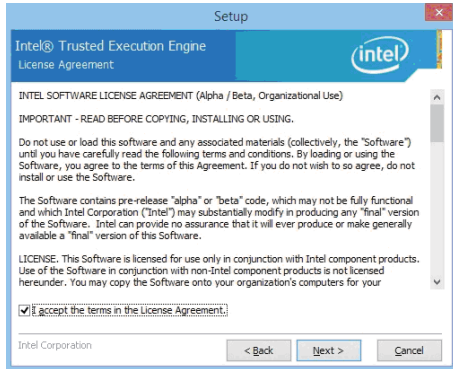 Setup
Intel® Trusted Execution Engine
License Agreement
intel
INTEL SOFTWARE LICENSE AGREEMENT (Alpha / Beta, Organizational Use)
IMPORTANT - READ BEFORE COPYING, INSTALLING OR USING.
Do not use or load this software and any associated materials (collectively, the "Software")
until you have carefully read the following terms and conditions. By loading or using the
Software, you agree to the terms of this Agreement. If you do not wish to so agree, do not
install or use the Software.
The Software contains pre-release "alpha" or "beta" code, which may not be fully functional
and which Intel Corporation ("Intel") may substantially modify in producing any "final" version
of the Software. Intel can provide no assurance that it will ever produce or make generally
available a "final" version of this Software.
LICENSE. This Software is licensed for use only in conjunction with Intel component products.
Use of the Software in conjunction with non-Intel component products is not licensed
hereunder. You may copy the Software onto your organization's computers for your
I accept the terms in the License Agreement.
Intel Corporation
< Back Next > Cancel